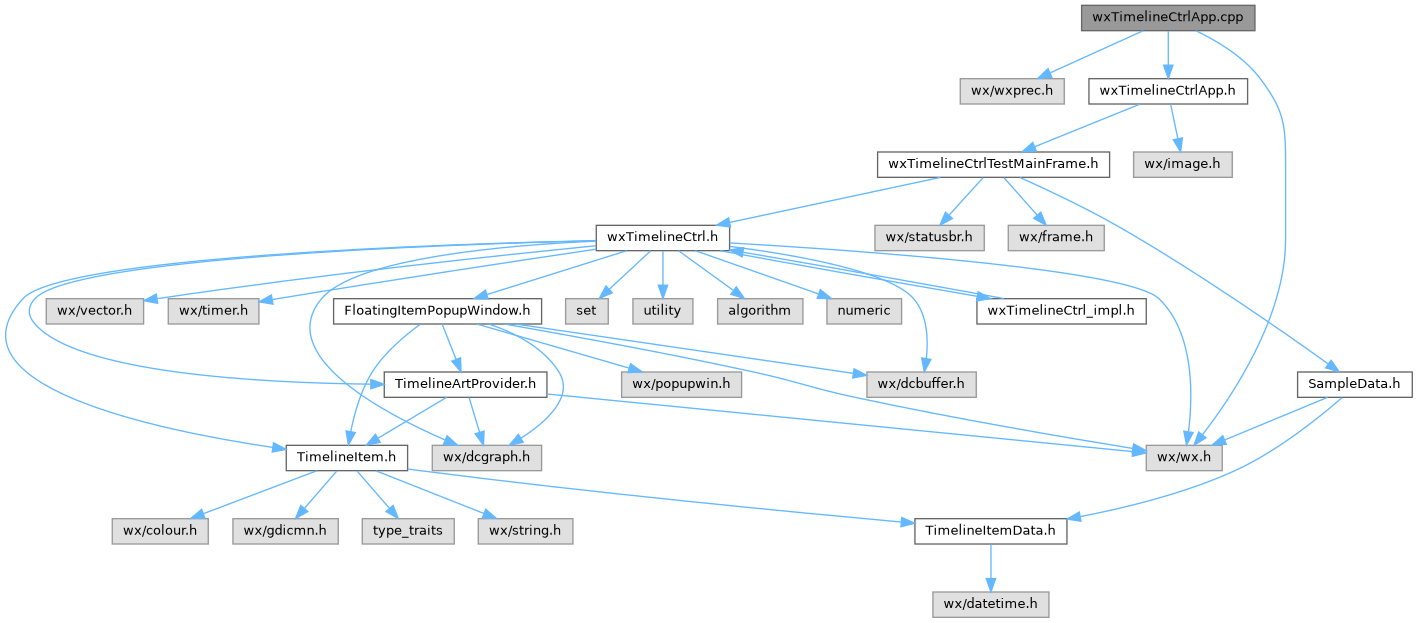 wxTimelineCtrlApp.cpp
wx/wxprec.h
wxTimelineCtrlApp.h
wxTimelineCtrlTestMainFrame.h
wx/image.h
wxTimelineCtrl.h
wx/statusbr.h
wx/frame.h
wx/vector.h
wx/timer.h
FloatingItemPopupWindow.h
set
utility
algorithm
numeric
wxTimelineCtrl_impl.h
TimelineArtProvider.h
wx/popupwin.h
wx/dcbuffer.h
SampleData.h
TimelineItem.h
wx/dcgraph.h
wx/wx.h
wx/colour.h
wx/gdicmn.h
type_traits
wx/string.h
TimelineItemData.h
wx/datetime.h